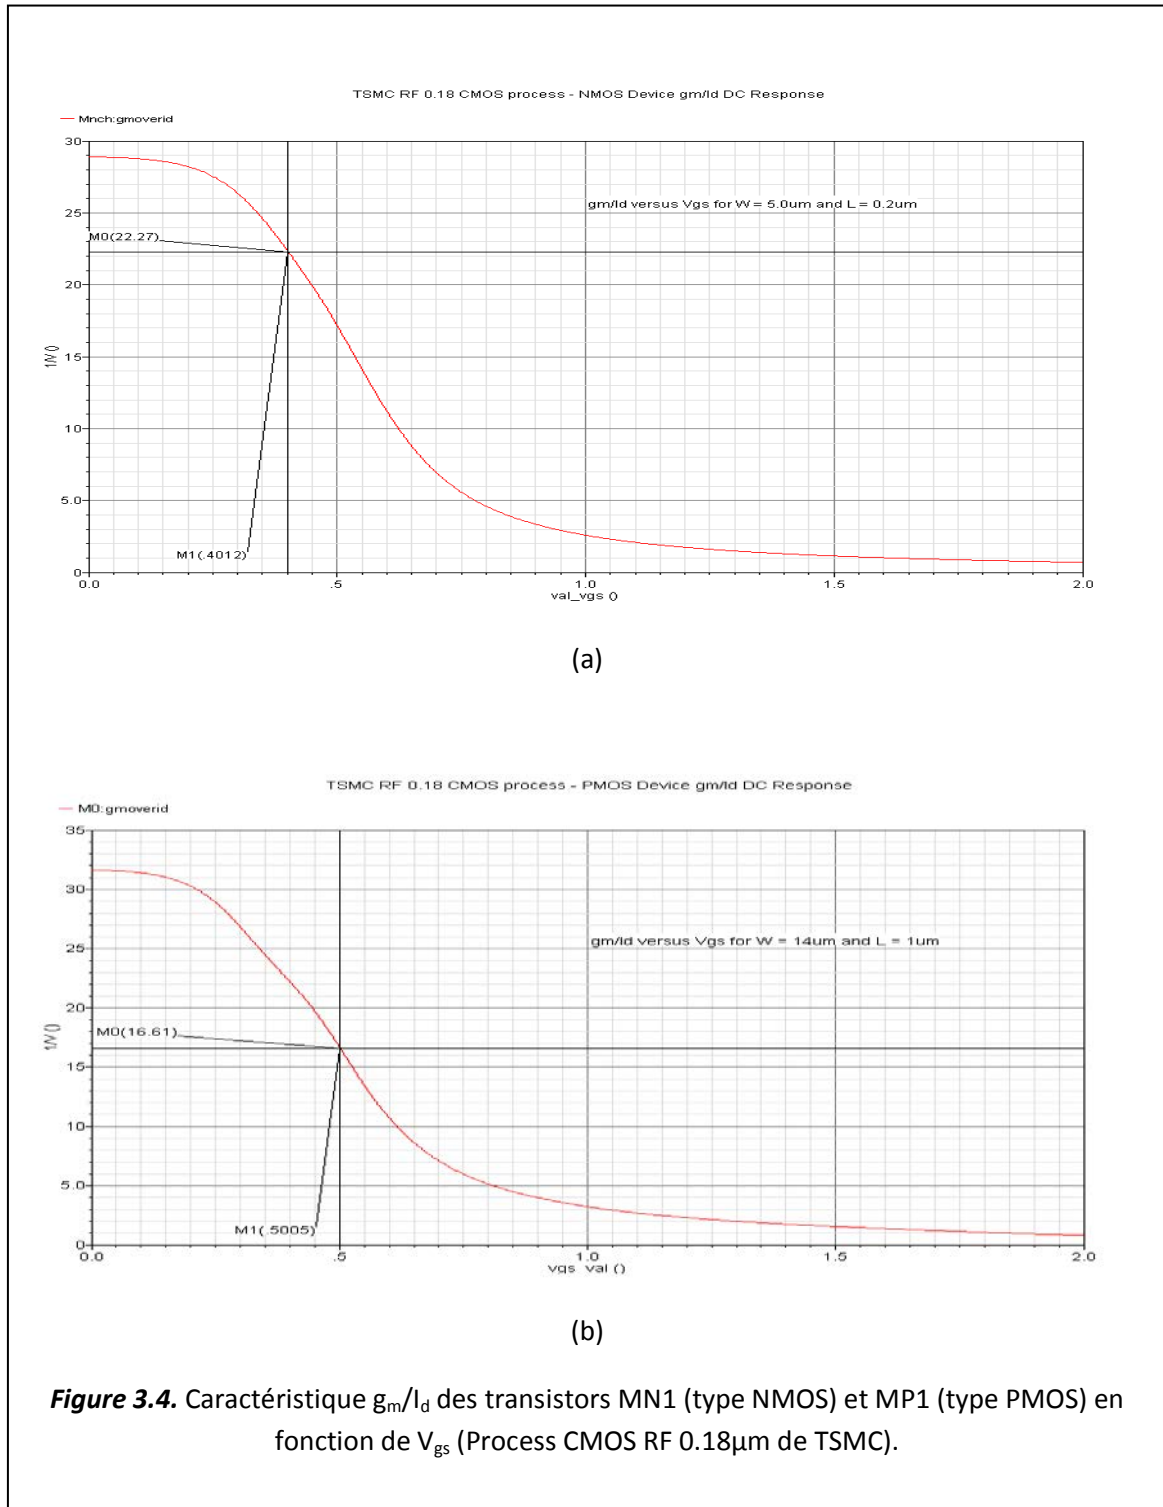 TSMC RF 0.18 CMOS process - NMOS Device gm/Id DC Response
Mnch:gmoverid
30
gm/Id versus Vgs for W = 5.0um and L = 0.2um
25
M0(22.27)
20
1/V ()
15
10
5.0
M1(.4012)
0
0.0 .5 1.0 1.5 2.0
val_vgs ()
(a)
TSMC RF 0.18 CMOS process - PMOS Device gm/Id DC Response
M0:gmoverid
35
30
gm/Id versus Vgs for W = 14um and L = 1um
25
20
M0(16.61)
1/V ()
15
10
5.0
M1(.5005)
0
0.0 .5 1.0 1.5 2.0
vgs_val ()
(b)
Figure 3.4. Caractéristique gm/Id des transistors MN1 (type NMOS) et MP1 (type PMOS) en
fonction de Vgs (Process CMOS RF 0.18µm de TSMC).